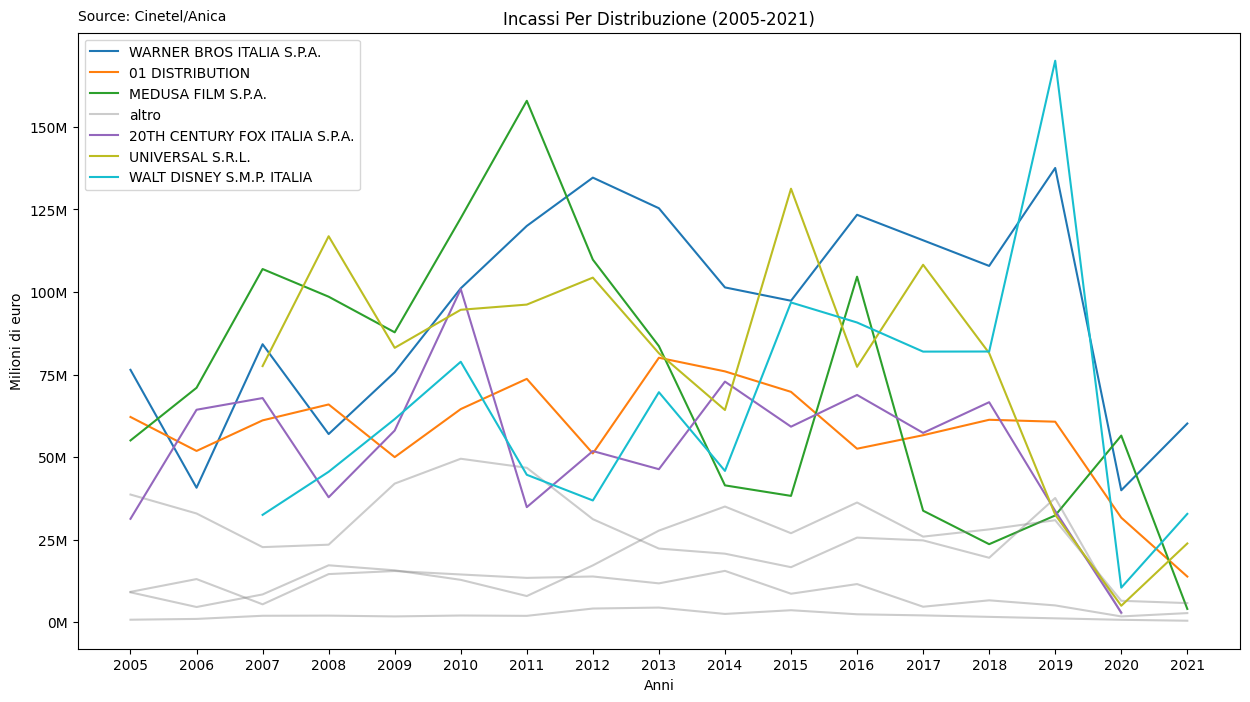 Source: Cinetel/Anica
Incassi Per Distribuzione (2005-2021)
WARNER BROS ITALIA S.P.A.
01 DISTRIBUTION
MEDUSA FILM S.P.A.
altro
20TH CENTURY FOX ITALIA S.P.A.
UNIVERSAL S.R.L.
WALT DISNEY S.M.P. ITALIA
Milioni di euro
150M
125M
100M
75M
50M
25M
0M
2005 2006 2007 2008 2009 2010 2011 2012 2013 2014 2015 2016 2017 2018 2019 2020 2021
Anni